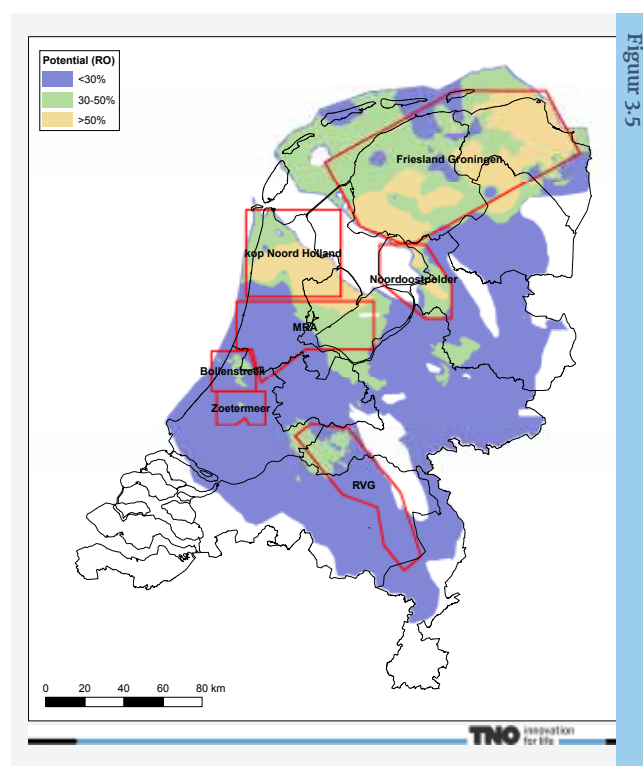 Figuur 3.5
Potential (RO)
<30%
30-50%
>50%
Friesland Groningen
kop Noord Holland
Noordoostpolder
MRA
Bollenstreek
Zoetermeer
RVG
0 20 40 60 80 km
TNO innovation
for life